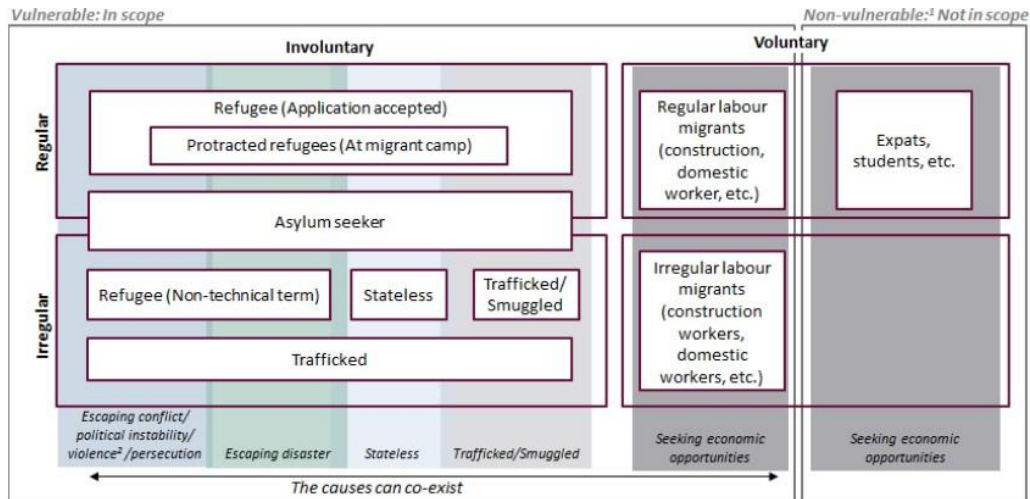 Vulnerable: In scope
Non-vulnerable:¹ Not in scope
Involuntary
Voluntary
Regular
Refugee (Application accepted)
Protracted refugees (At migrant camp)
Regular labour
migrants
(construction,
domestic
worker, etc.)
Expats,
students, etc.
Asylum seeker
Irregular
Refugee (Non-technical term)
Stateless
Trafficked/
Smuggled
Irregular labour
migrants
(construction
workers,
domestic
workers, etc.)
Trafficked
Escaping conflict/
political instability/
violence² /persecution
Escaping disaster
Stateless
Trafficked/Smuggled
Seeking economic
opportunities
Seeking economic
opportunities
The causes can co-exist